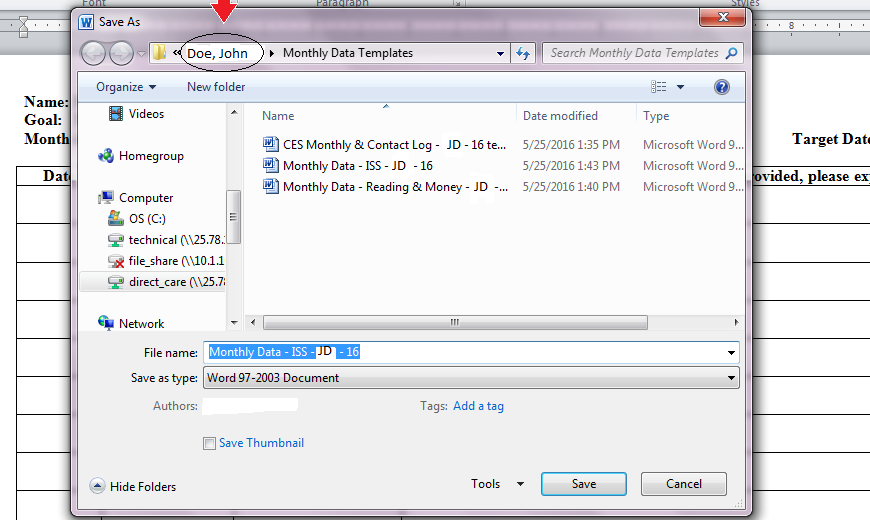 Font Paragraph Styles
Save As
« Doe, John Monthly Data Templates Search Monthly Data Templates
Organize New folder
Videos
Homegroup
Computer
OS (C:)
technical (\\25.78.
file_share (\\10.1.1
direct_care (\\25.78
Network
Name Date modified Type
CES Monthly & Contact Log - JD - 16 te... 5/25/2016 1:35 PM Microsoft Word 9...
Monthly Data - ISS - JD - 16 5/25/2016 1:43 PM Microsoft Word 9...
Monthly Data - Reading & Money - JD -... 5/25/2016 1:40 PM Microsoft Word 9...
File name: Monthly Data - ISS - JD - 16
Save as type: Word 97-2003 Document
Authors: Tags: Add a tag
Save Thumbnail
Hide Folders Tools Save Cancel
Name:
Goal:
Month
Target Date
Dat
ovided, please ex
8